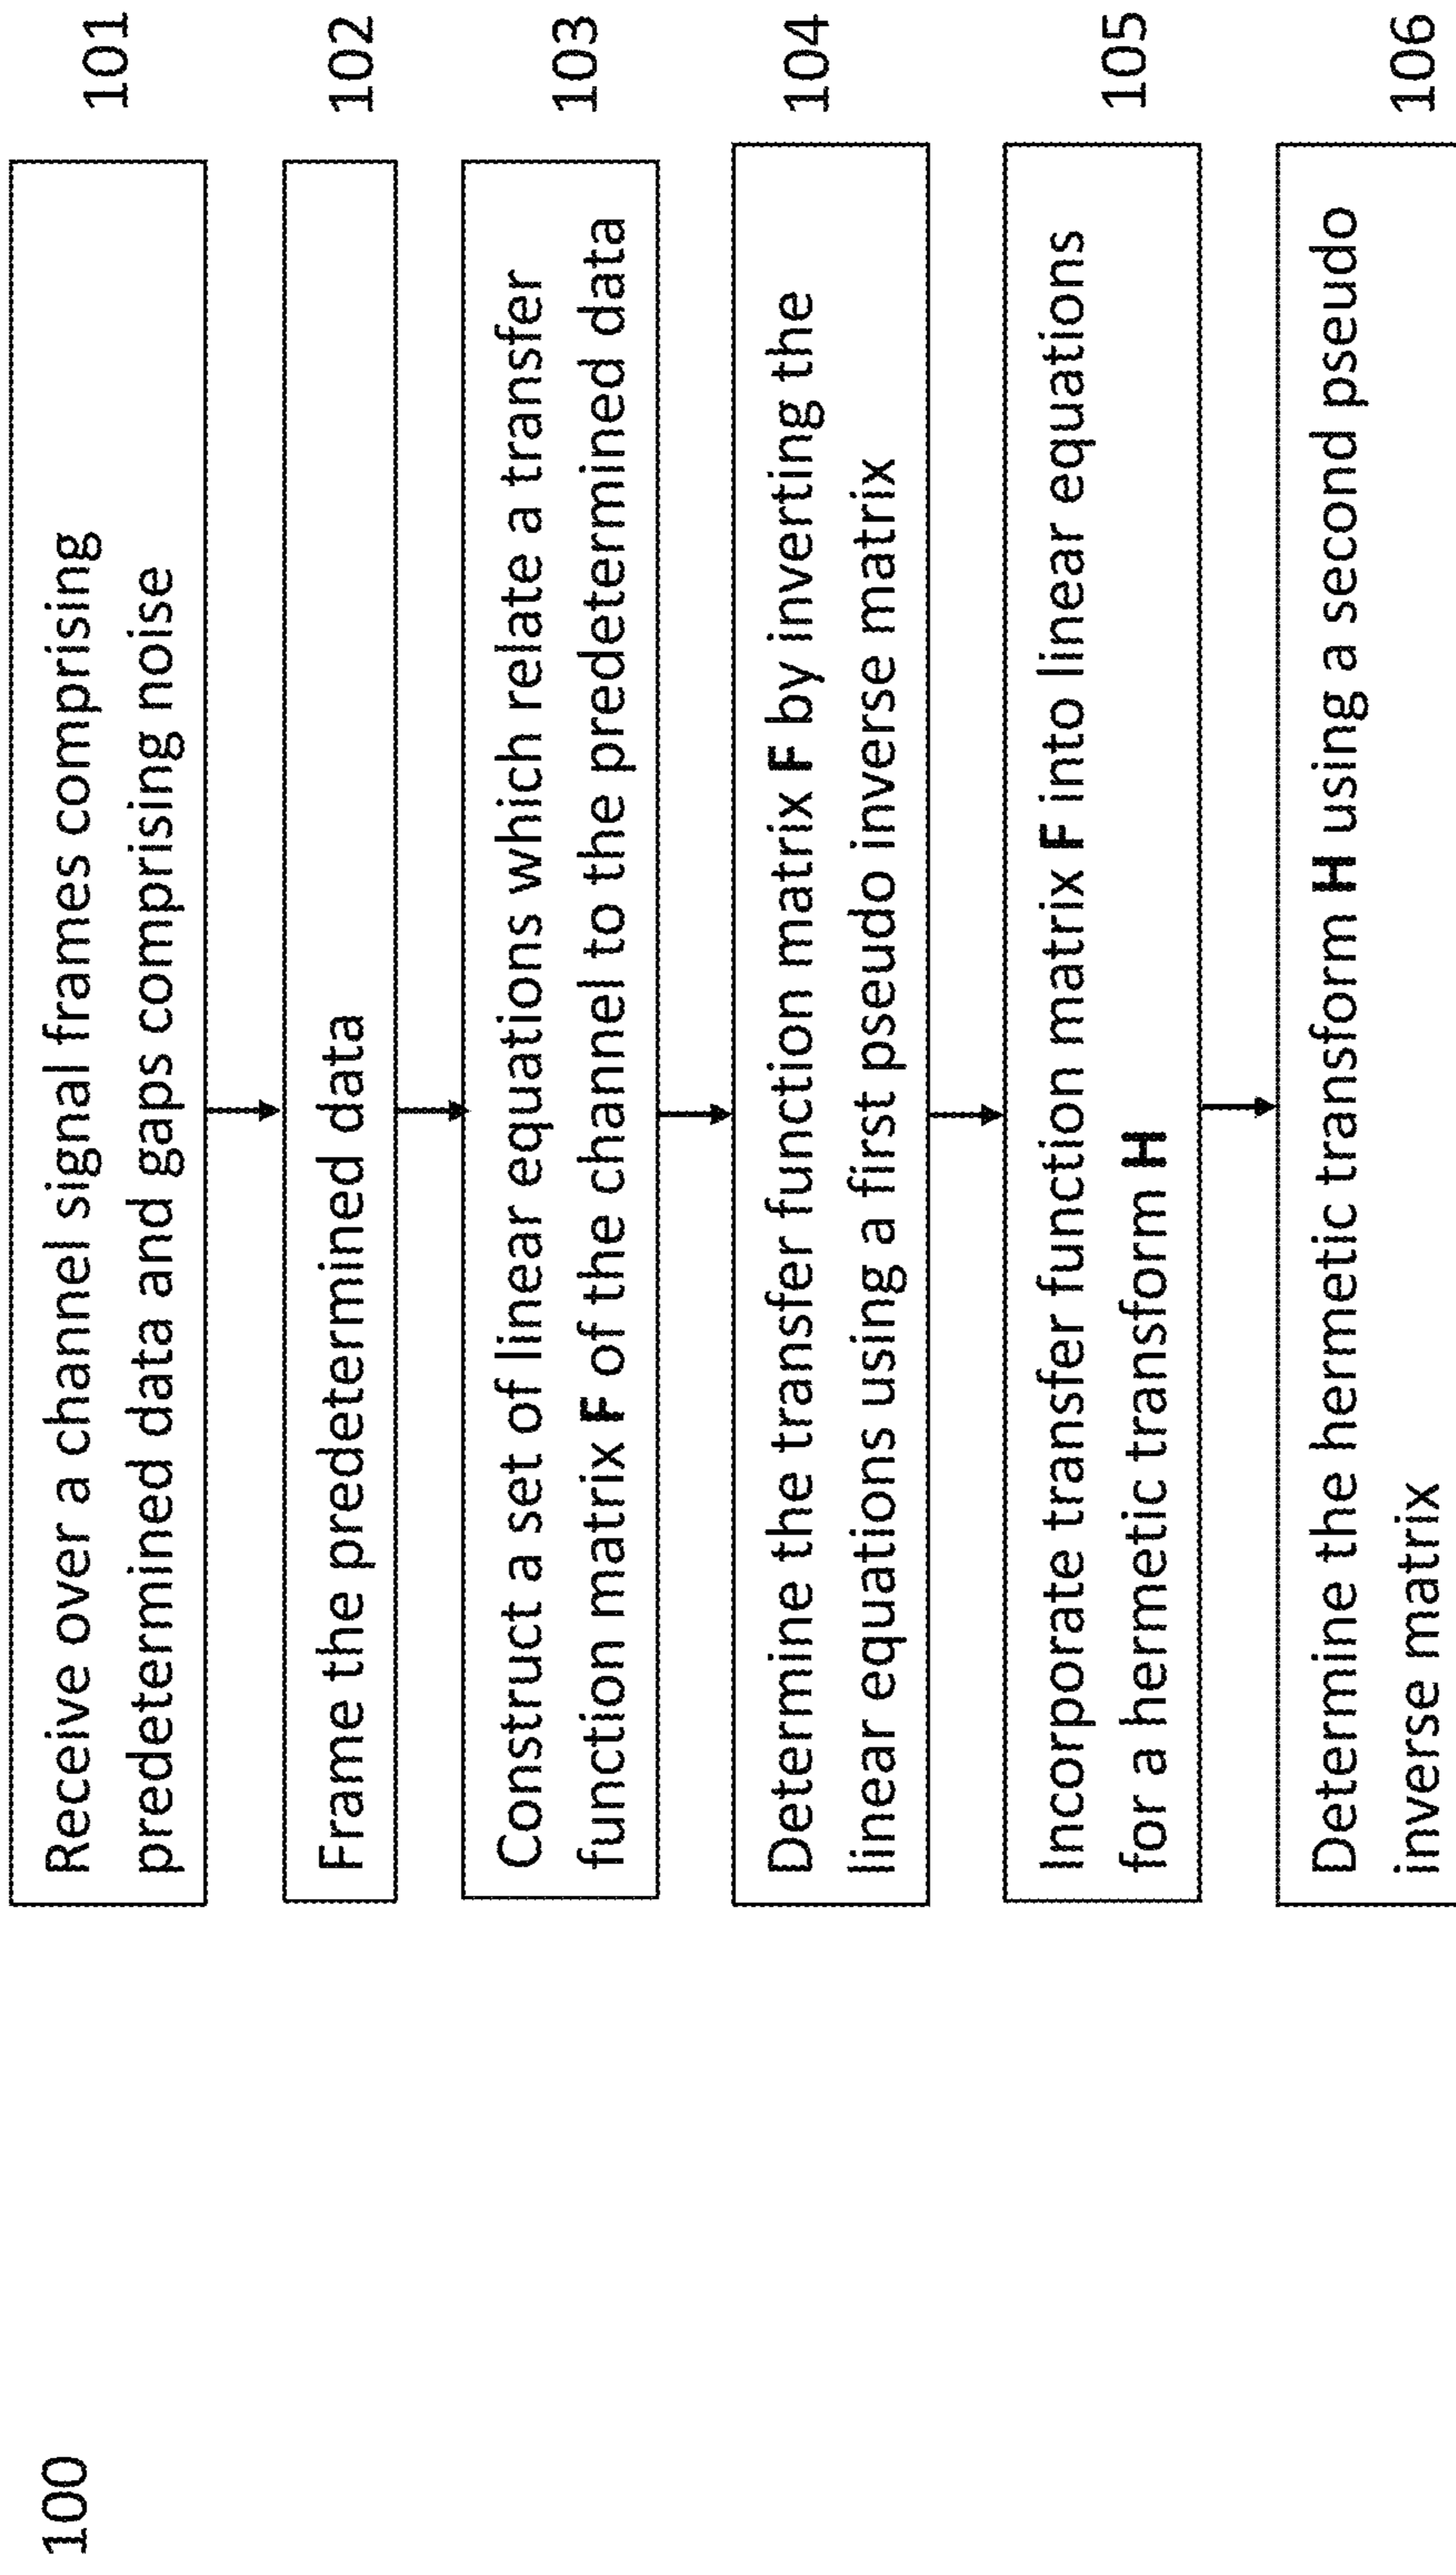 100
Receive over a channel signal frames comprising
predetermined data and gaps comprising noise
101
Frame the predetermined data
102
Construct a set of linear equations which relate a transfer
function matrix F of the channel to the predetermined data
103
Determine the transfer function matrix F by inverting the
linear equations using a first pseudo inverse matrix
104
Incorporate transfer function matrix F into linear equations
for a hermetic transform H
105
Determine the hermetic transform H using a second pseudo
inverse matrix
106